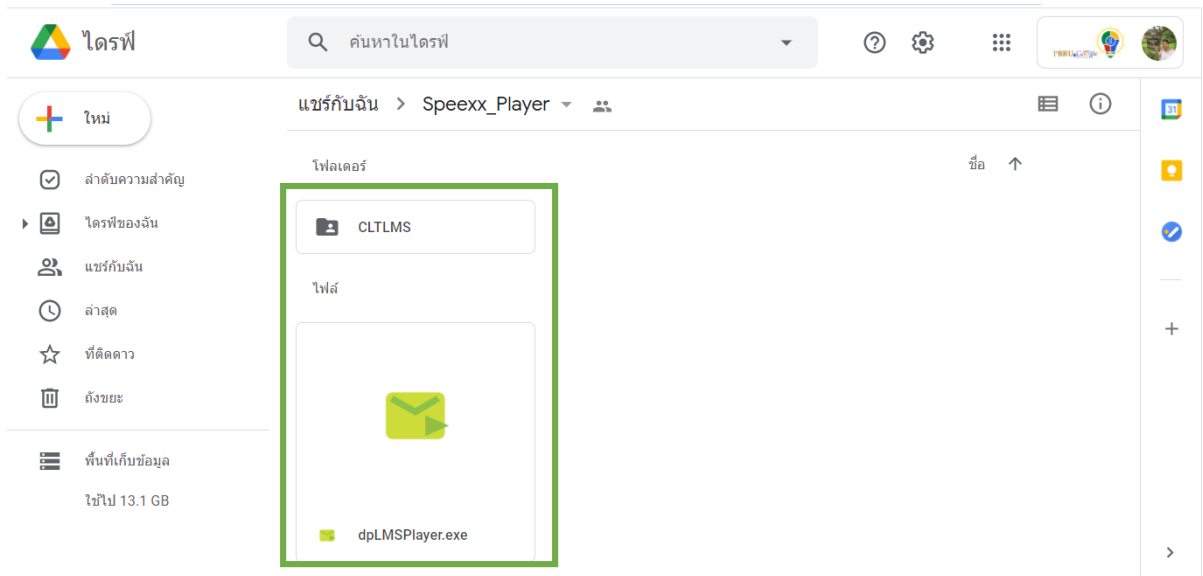 ไดรฟ์
ค้นหาในไดรฟ์
PBRU
ใหม่
แชร์กับฉัน > Speexx_Player
31
ลำดับความสำคัญ
ไดรฟ์ของฉัน
แชร์กับฉัน
ล่าสุด
ที่ติดดาว
ถังขยะ
พื้นที่เก็บข้อมูล
ใช้ไป 13.1 GB
โฟลเดอร์
ชื่อ
CLTLMS
ไฟล์
dpLMSPlayer.exe